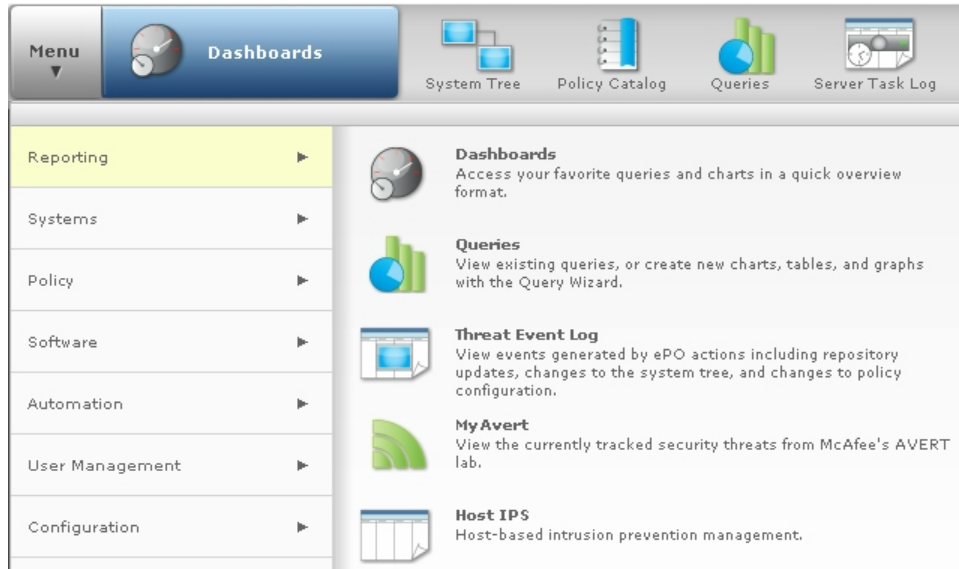 Menu
Dashboards
System Tree
Policy Catalog
Queries
Server Task Log
Reporting
Systems
Policy
Software
Automation
User Management
Configuration
Dashboards
Access your favorite queries and charts in a quick overview
format.
Queries
View existing queries, or create new charts, tables, and graphs
with the Query Wizard.
Threat Event Log
View events generated by ePO actions including repository
updates, changes to the system tree, and changes to policy
configuration.
MyAvert
View the currently tracked security threats from McAfee's AVERT
lab.
Host IPS
Host-based intrusion prevention management.